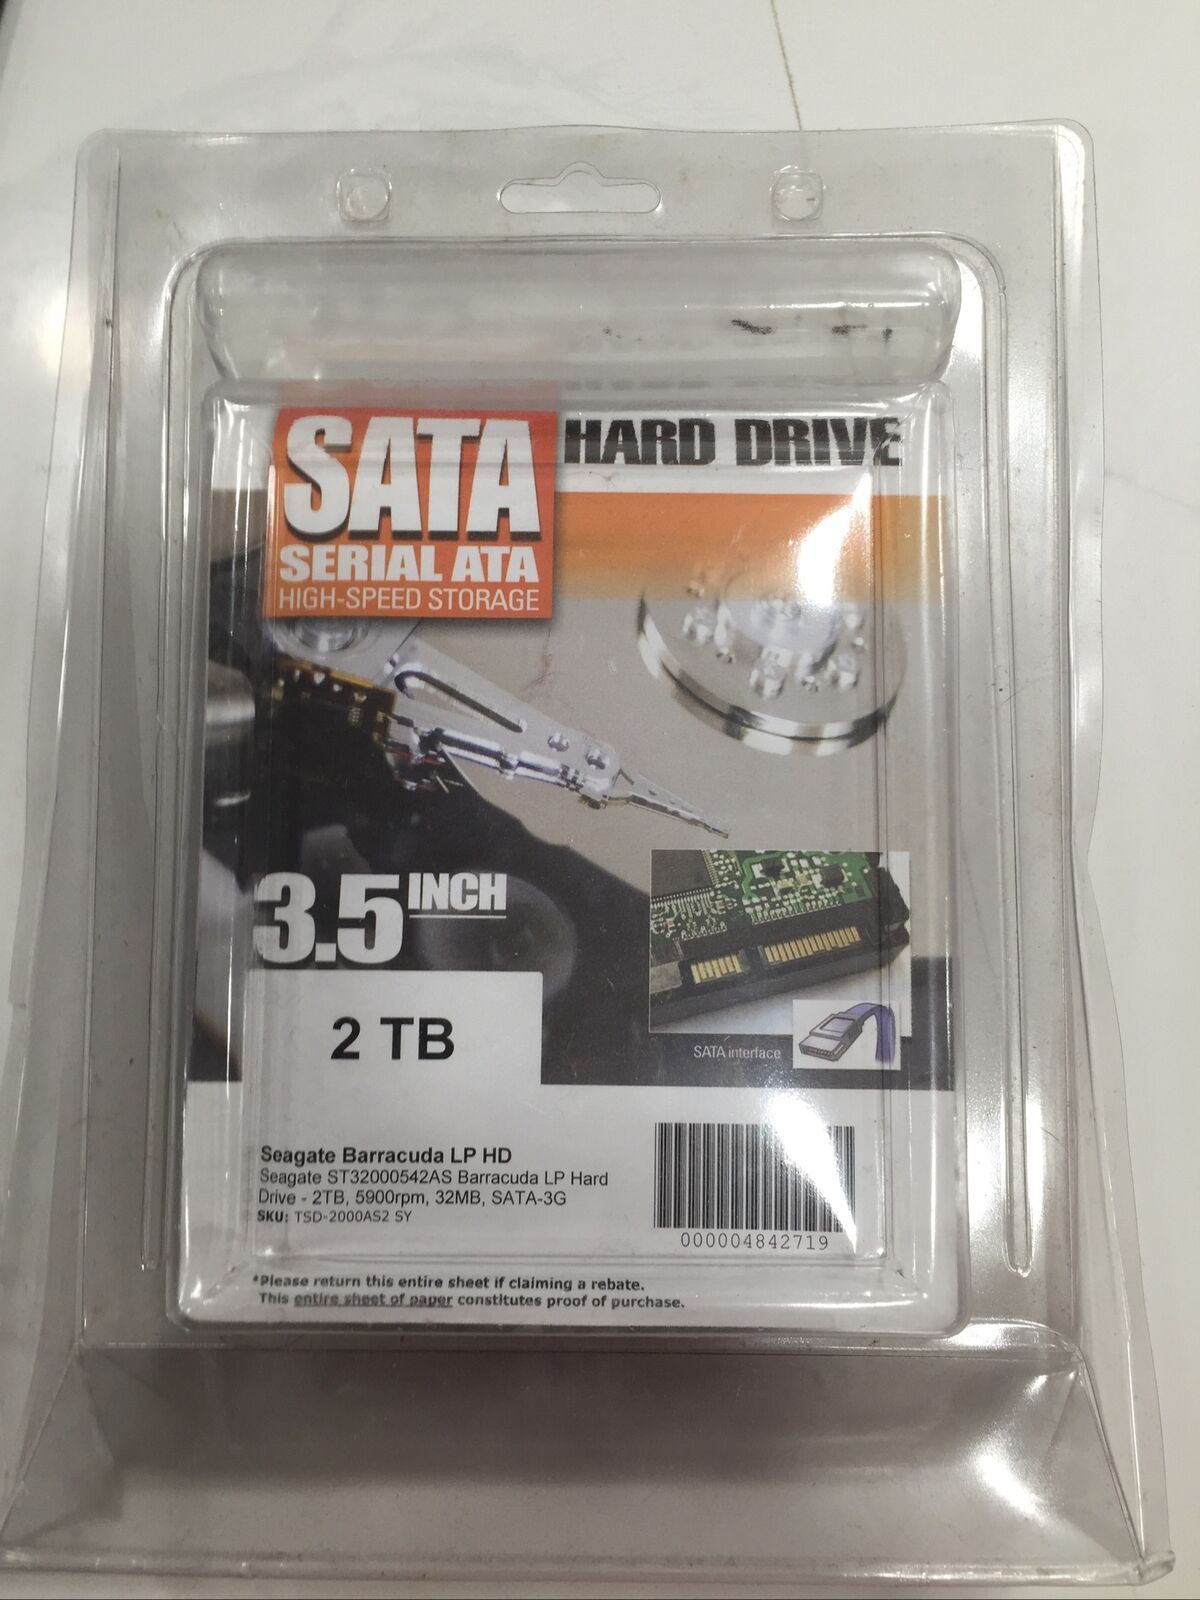 SATA
HARD DRIVE
SERIAL ATA
HIGH-SPEED STORAGE
3.5 INCH
2 TB
SATA interface
Seagate Barracuda LP HD
Seagate ST32000542AS Barracuda LP Hard
Drive - 2TB, 5900rpm, 32MB, SATA-3G
SKU: TSD-2000AS2 SY
000004842719
*Please return this entire sheet if claiming a rebate.
This entire sheet of paper constitutes proof of purchase.